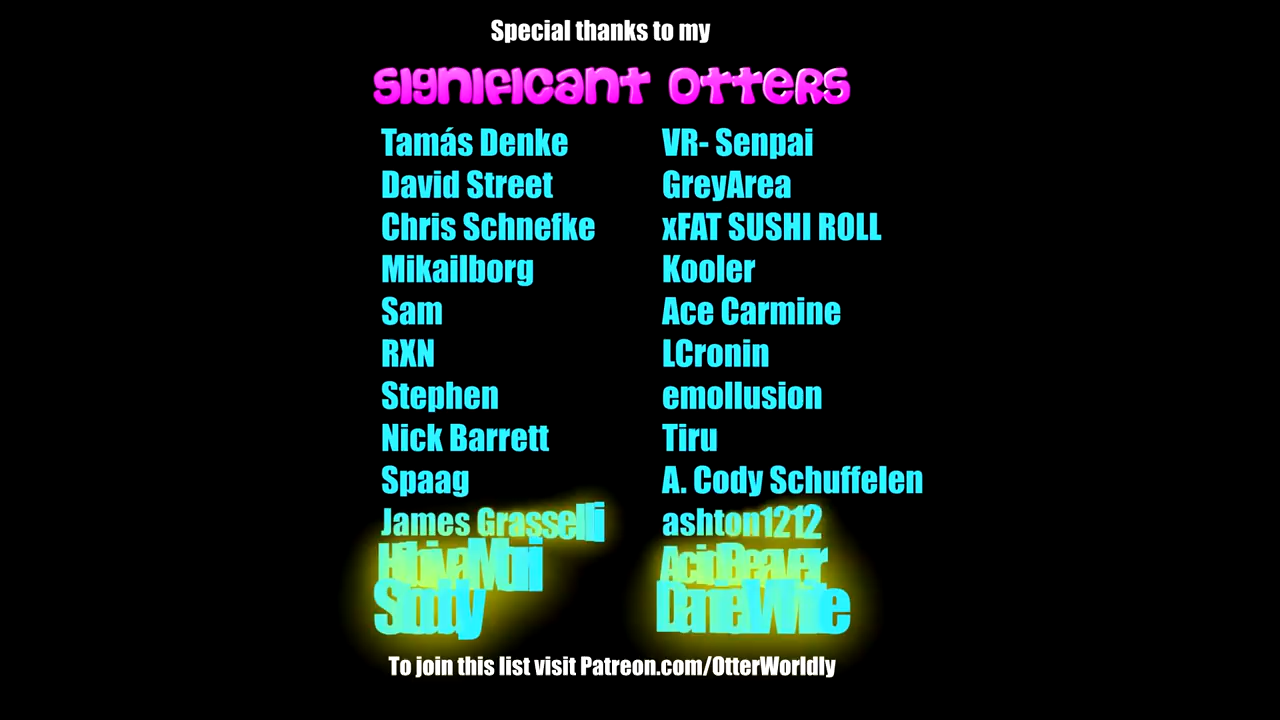 Special thanks to my
Significant Otters
Tamás Denke
David Street
Chris Schnefke
Mikailborg
Sam
RXN
Stephen
Nick Barrett
Spaag
James Grasselli
VR- Senpai
GreyArea
xFAT SUSHI ROLL
Kooler
Ace Carmine
LCronin
emollusion
Tiru
A. Cody Schuffelen
ashton1212
AcidBeaver
To join this list visit Patreon.com/OtterWorldly